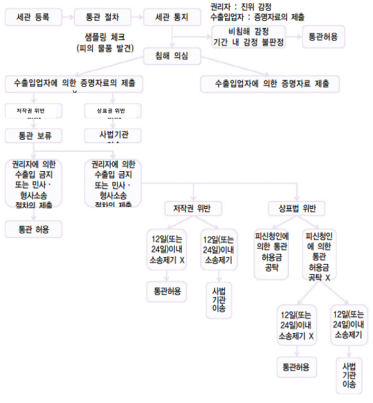 세관 등록
통관 절차
세관 통지
권리자 : 진위 감정
수출입업자 : 증명자료의 제출
샘플링 체크
(피의 물품 발견)
비침해 감정
기간 내 감정 불판정
통관허용
침해 의심
수출입업자에 의한 증명자료의 제출
수출입업자에 의한 증명자료 제출
저작권 위반
상표권 위반
통관 보류
사법기관
권리자에 의한
수출입 금지
또는 민사·
형사소송
절차의 제출
권리자에 의한
수출입 금지
또는 민사·
형사소송
절차의 제출
통관 허용
저작권 위반
상표법 위반
12일(또는
24일)이내
소송제기 X
12일(또는
24일)이내
소송제기
피신청인에
의한 통관
허용금
공탁
피신청인
에 의한
통관
허용금
공탁 X
통관허용
사법
기관
이송
12일(또는
24일)이내
소송제기 X
12일(또는
24일)이내
소송제기
통관허용
사법
기관
이송